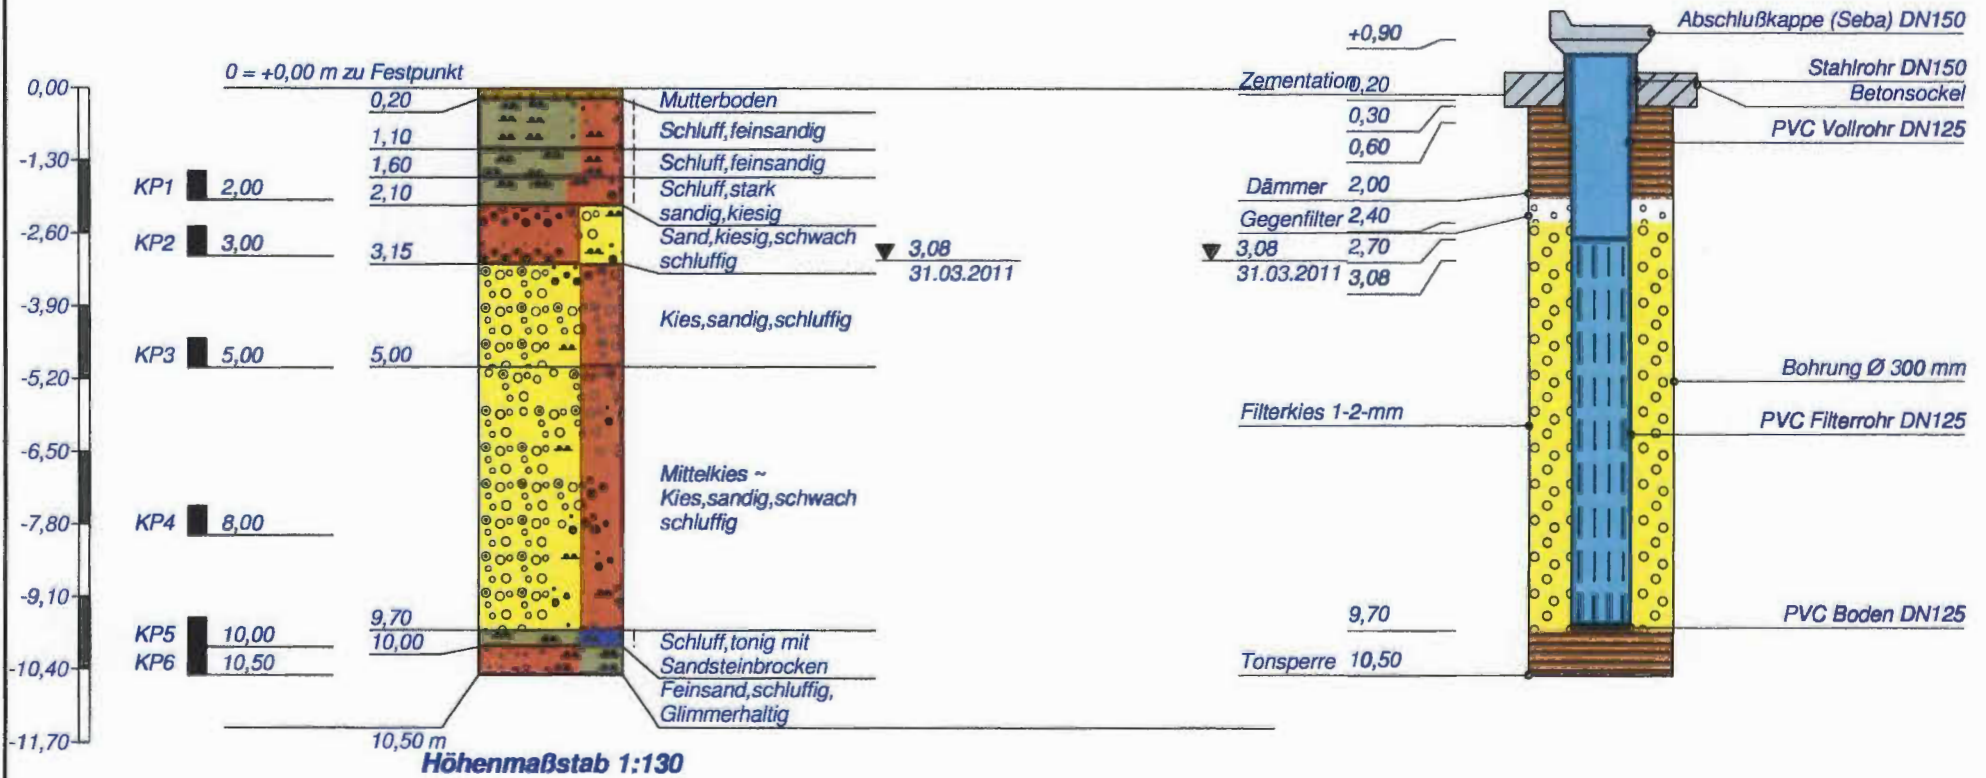 0 = +0,00 m zu Festpunkt
0,00
-1,30
-2,60
-3,90
-5,20
-6,50
-7,80
-9,10
-10,40
-11,70
KP1 2,00
KP2 3,00
KP3 5,00
KP4 8,00
KP5 10,00
KP6 10,50
0,20
1,10
1,60
2,10
3,15
5,00
9,70
10,00
10,50 m
Mutterboden
Schluff,feinsandig
Schluff,feinsandig
Schluff,stark
sandig,kiesig
Sand,kiesig,schwach
schluffig
Kies,sandig,schluffig
Mittelkies ~
Kies,sandig,schwach
schluffig
Schluff,tonig mit
Sandsteinbrocken
Feinsand,schluffig,
Glimmerhaltig
3,08
31.03.2011
Höhenmaßstab 1:130
+0,90
Zementation 0,20
0,30
0,60
Dämmer 2,00
Gegenfilter 2,40
3,08 2,70
31.03.2011 3,08
Filterkies 1-2-mm
9,70
Tonsperre 10,50
Abschlußkappe (Seba) DN150
Stahlrohr DN150
Betonsockel
PVC Vollrohr DN125
Bohrung Ø 300 mm
PVC Filterrohr DN125
PVC Boden DN125